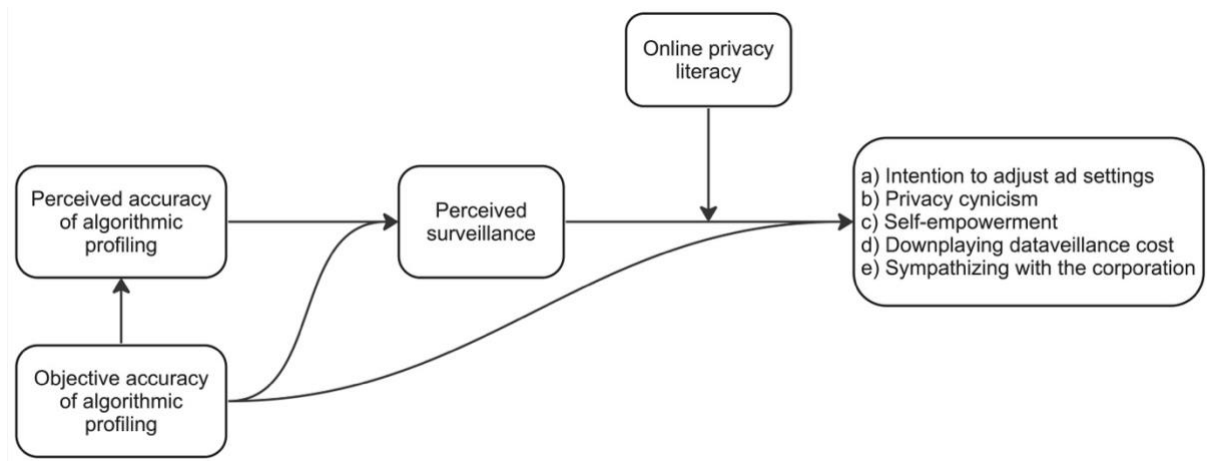 Online privacy
literacy
Perceived accuracy
of algorithmic
profiling
Perceived
surveillance
a) Intention to adjust ad settings
b) Privacy cynicism
c) Self-empowerment
d) Downplaying dataveillance cost
e) Sympathizing with the corporation
Objective accuracy
of algorithmic
profiling